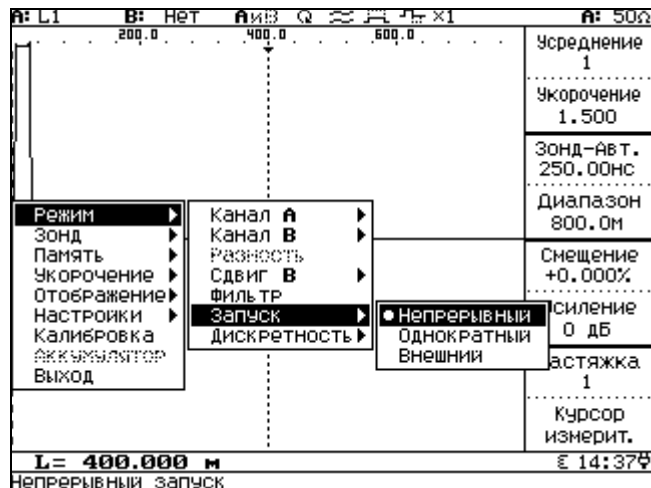 A: L1 B: Нет АиВ Q ×1 A: 50Ω
200.0 400.0 600.0
Усреднение
1
Укорочение
1.500
Зонд-Авт.
250.00нс
Диапазон
800.0м
Смещение
+0.000%
силение
0 дБ
астяжка
1
Курсор
измерит.
Режим
Зонд
Память
Укорочение
Отображение
Настройки
Калибровка
Аккумулятор
Выход
Канал А
Канал В
Разность
Сдвиг В
Фильтр
Запуск
Дискретность
Непрерывный
Однократный
Внешний
L= 400.000 м
14:37
Непрерывный запуск